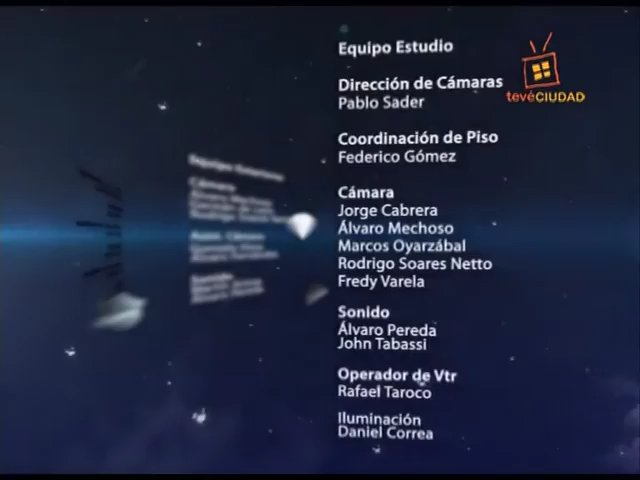 Equipo Estudio
tevéCIUDAD
Dirección de Cámaras
Pablo Sader
Coordinación de Piso
Federico Gómez
Cámara
Jorge Cabrera
Álvaro Mechoso
Marcos Oyarzábal
Rodrigo Soares Netto
Fredy Varela
Sonido
Álvaro Pereda
John Tabassi
Operador de Vtr
Rafael Taroco
Iluminación
Daniel Correa